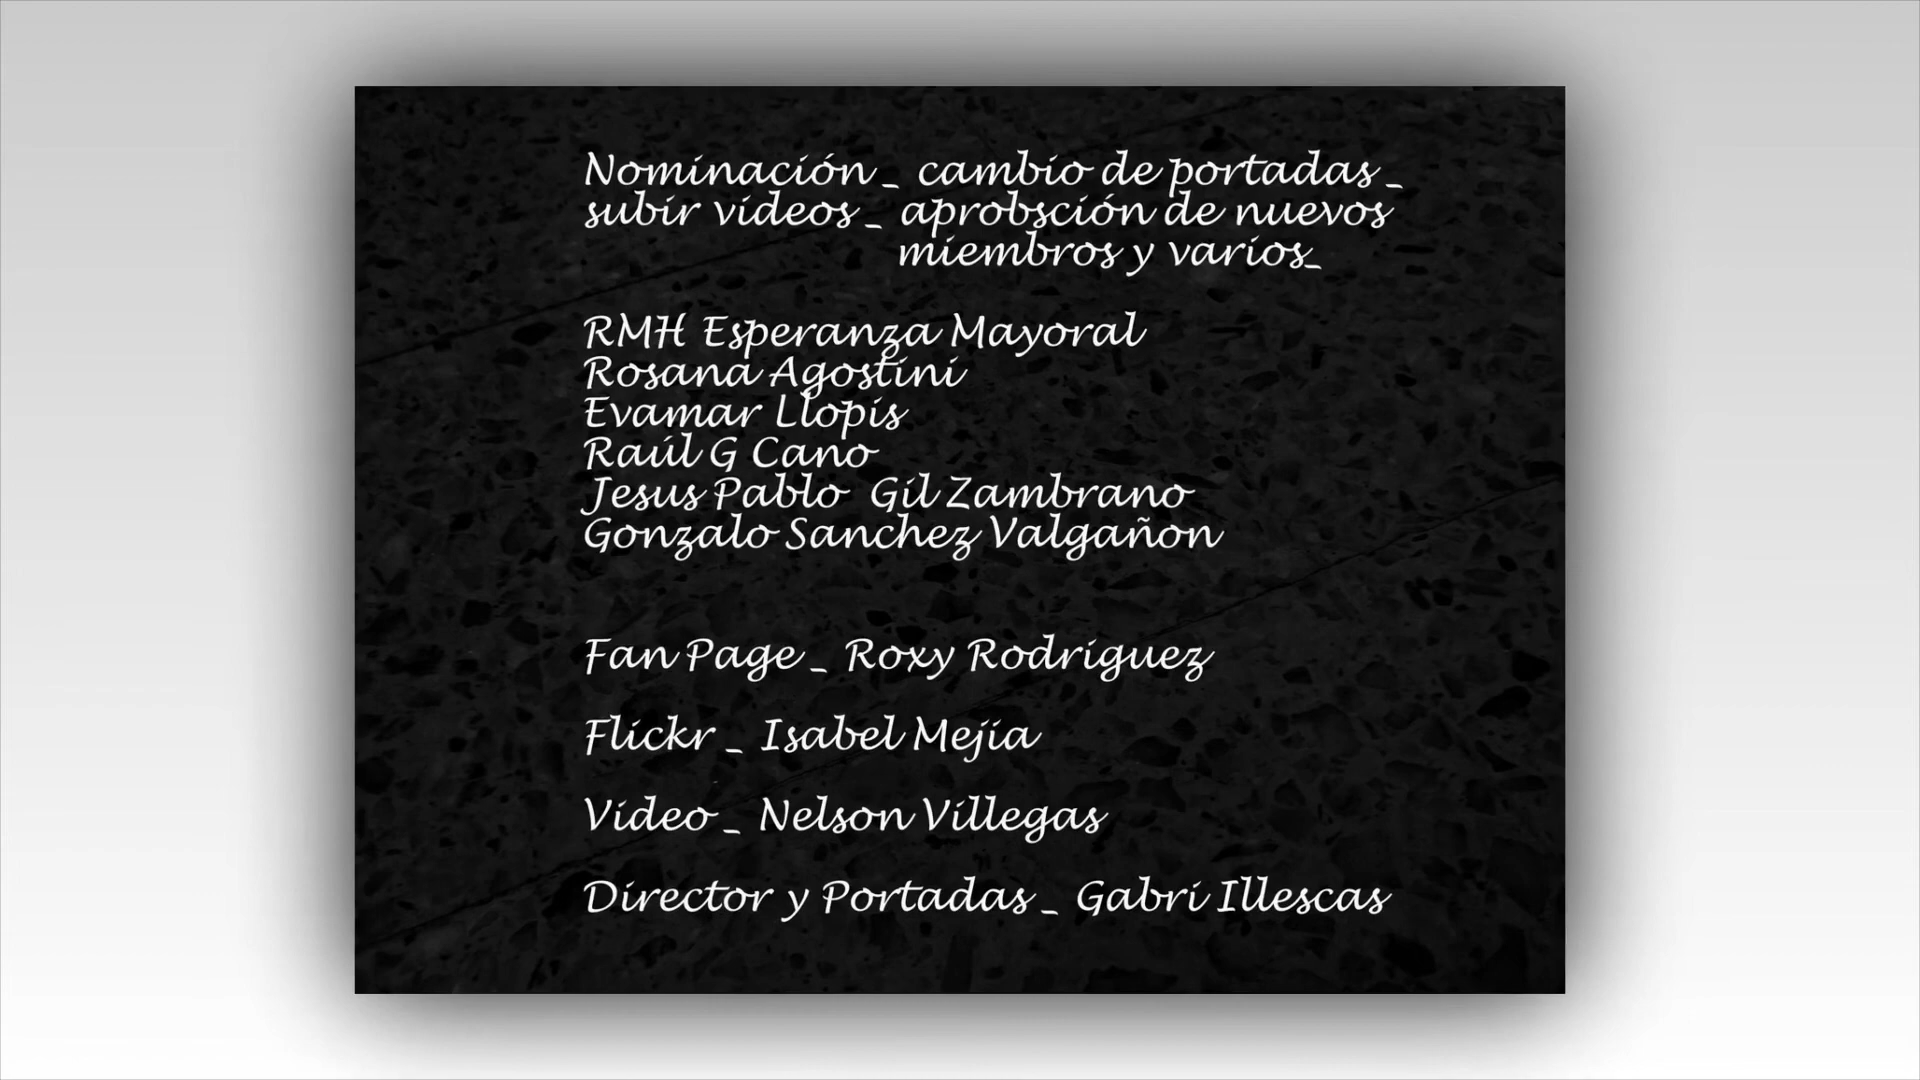 Nominación _ cambio de portadas _
subir videos _ aprobsción de nuevos
miembros y varios_
RMH Esperanza Mayoral
Rosana Agostini
Evamar Llopis
Raúl G Cano
Jesus Pablo Gil Zambrano
Gonzalo Sanchez Valgañon
Fan Page _ Roxy Rodriguez
Flickr _ Isabel Mejia
Video _ Nelson Villegas
Director y Portadas _ Gabri Illescas